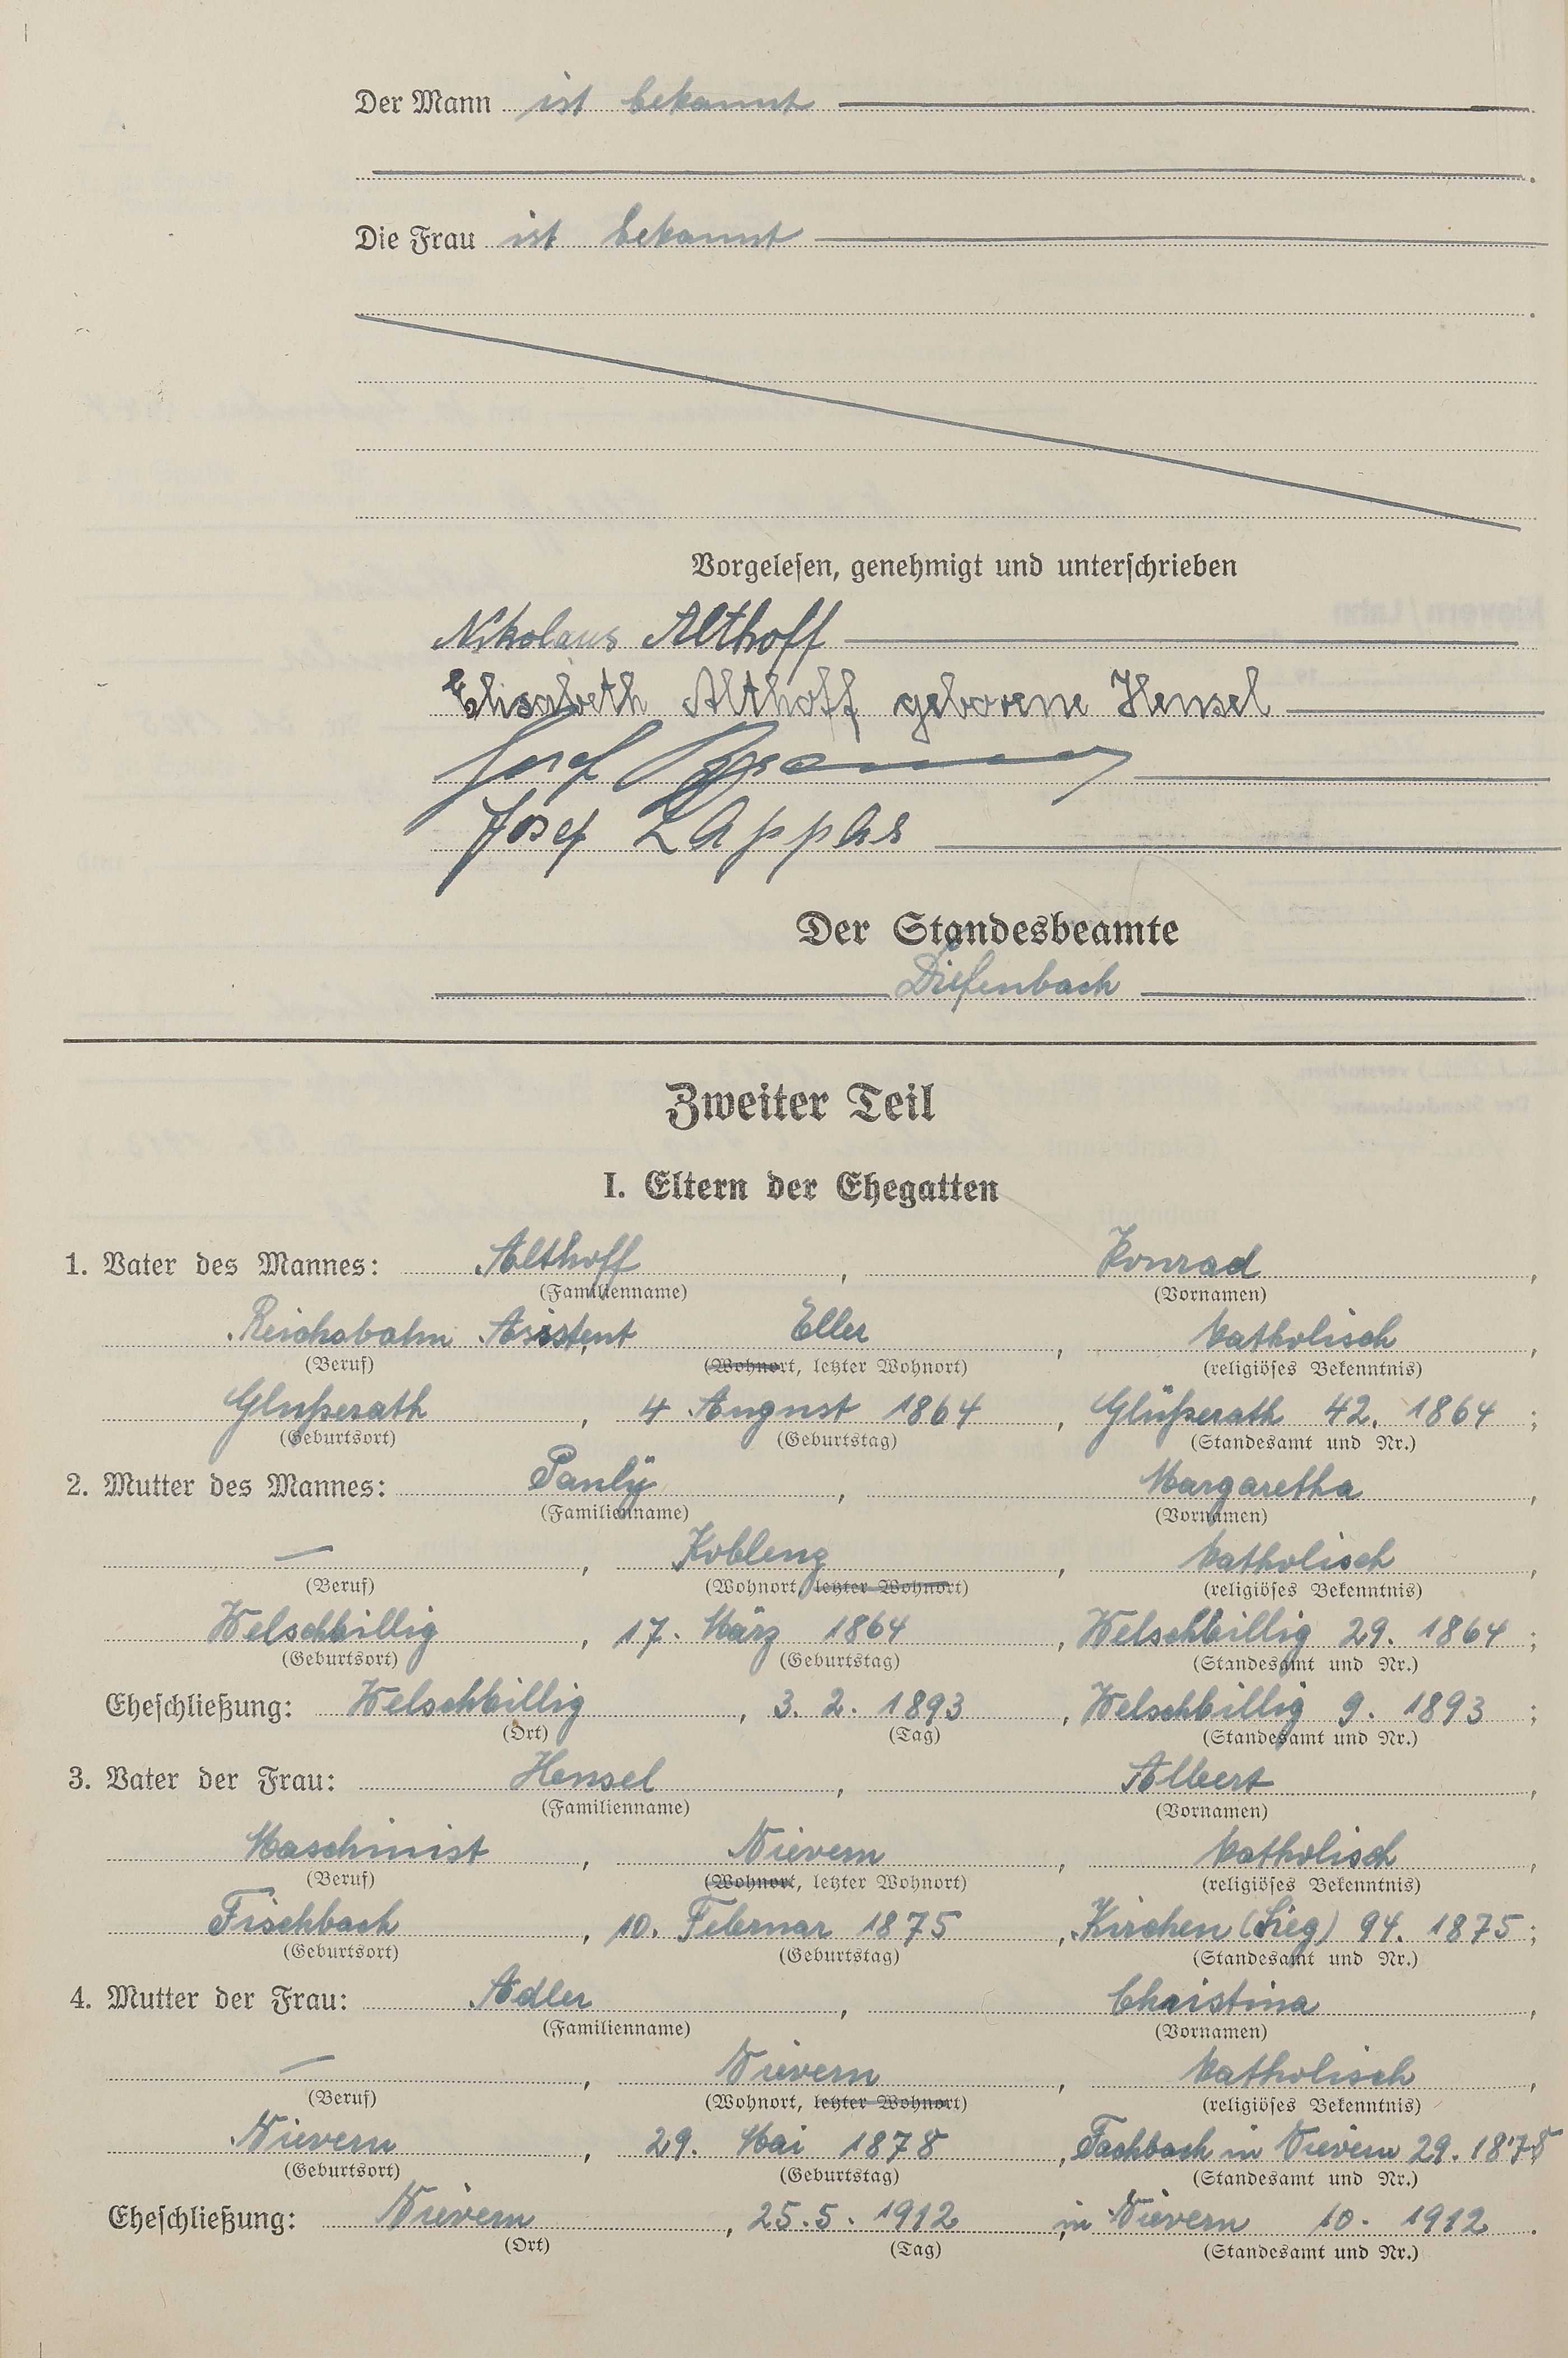 Der Mann ist bekannt
Die Frau ist bekannt
Vorgelesen, genehmigt und unterschrieben
Nikolaus Althoff
Elisabeth Althoff geborene Hensel
Josef
Josef Lappas
Der Standesbeamte
Diefenbach
Zweiter Teil
I. Eltern der Ehegatten
1. Vater des Mannes: Althoff, Konrad,
(Familienname) (Vornamen)
Reichsbahn Asistent, Eller, katholisch,
(Beruf) (Wohnort, letzter Wohnort) (religiöses Bekenntnis)
Glüßerath, 4 August 1864, Glüßerath 42. 1864;
(Geburtsort) (Geburtstag) (Standesamt und Nr.)
2. Mutter des Mannes: Pauly, Margaretha,
(Familienname) (Vornamen)
—, Koblenz, katholisch,
(Beruf) (Wohnort, letzter Wohnort) (religiöses Bekenntnis)
Welschbillig, 17. März 1864, Welschbillig 29. 1864;
(Geburtsort) (Geburtstag) (Standesamt und Nr.)
Eheschließung: Welschbillig, 3. 2. 1893, Welschbillig 9. 1893;
(Ort) (Tag) (Standesamt und Nr.)
3. Vater der Frau: Hensel, Albert,
(Familienname) (Vornamen)
Maschinist, Nievern, katholisch,
(Beruf) (Wohnort, letzter Wohnort) (religiöses Bekenntnis)
Fischbach, 10. Februar 1875, Kirchen (Sieg) 94. 1875;
(Geburtsort) (Geburtstag) (Standesamt und Nr.)
4. Mutter der Frau: Adler, Christina,
(Familienname) (Vornamen)
—, Nievern, katholisch,
(Beruf) (Wohnort, letzter Wohnort) (religiöses Bekenntnis)
Nievern, 29. Mai 1878, Fachbach in Nievern 29. 1878
(Geburtsort) (Geburtstag) (Standesamt und Nr.)
Eheschließung: Nievern, 25. 5. 1912, in Nievern 10. 1912.
(Ort) (Tag) (Standesamt und Nr.)